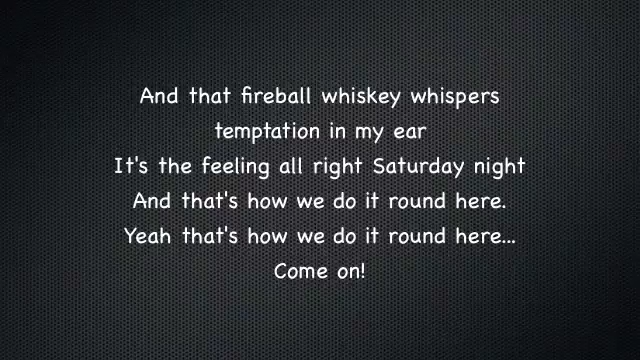 And that fireball whiskey whispers
temptation in my ear
It's the feeling all right Saturday night
And that's how we do it round here.
Yeah that's how we do it round here...
Come on!